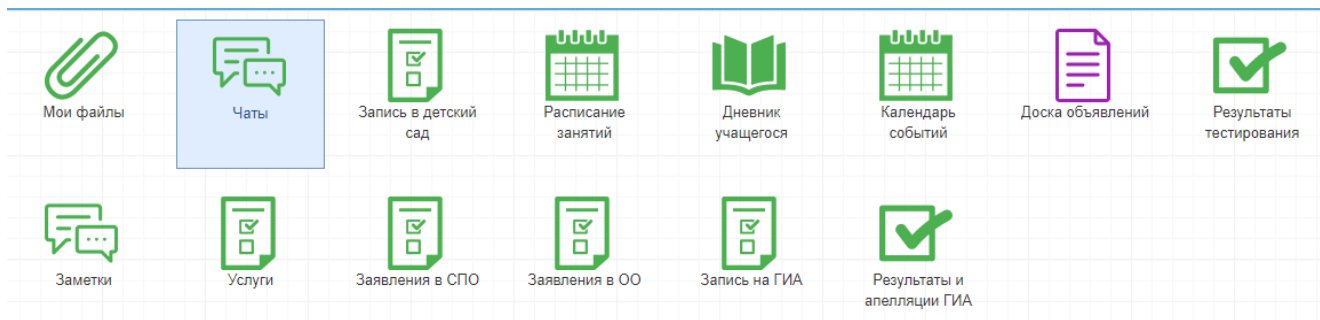 Мои файлы
Чаты
Запись в детский
сад
Расписание
занятий
Дневник
учащегося
Календарь
событий
Доска объявлений
Результаты
тестирования
Заметки
Услуги
Заявления в СПО
Заявления в ОО
Запись на ГИА
Результаты и
апелляции ГИА